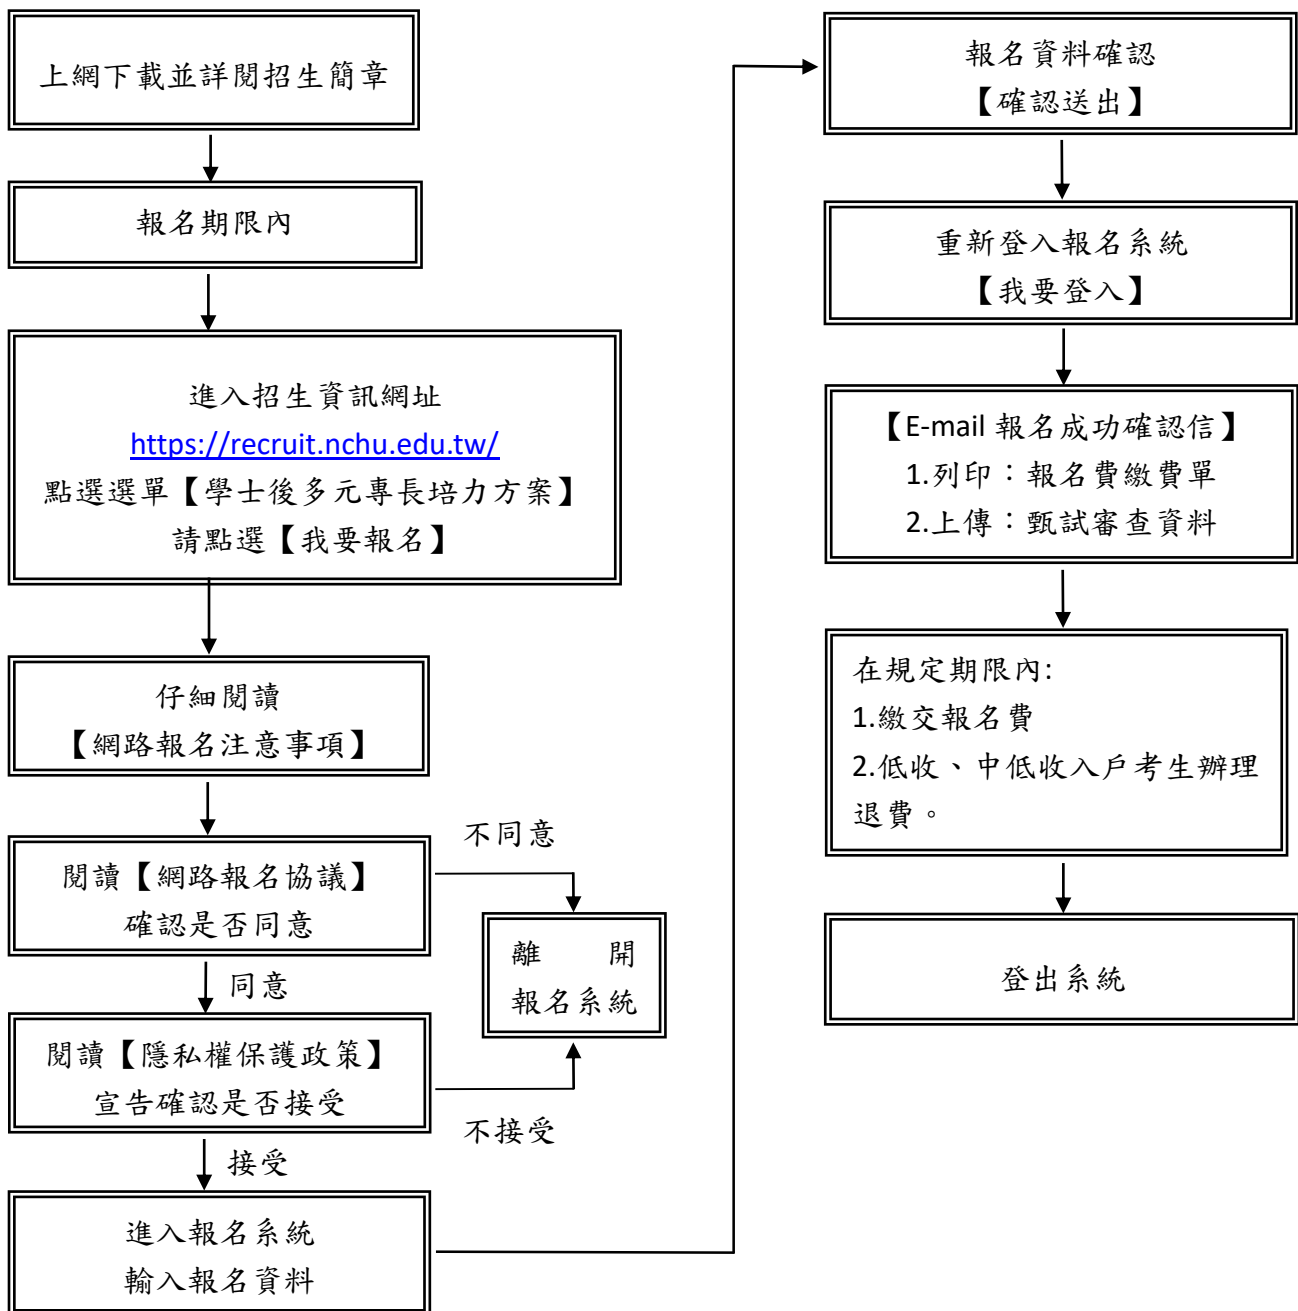 上網下載並詳閱招生簡章
報名期限內
進入招生資訊網址
https://recruit.nchu.edu.tw/
點選選單【學士後多元專長培力方案】
請點選【我要報名】
仔細閱讀
【網路報名注意事項】
閱讀【網路報名協議】
確認是否同意
不同意
同意
離 開
報名系統
閱讀【隱私權保護政策】
宣告確認是否接受
不接受
接受
進入報名系統
輸入報名資料
報名資料確認
【確認送出】
重新登入報名系統
【我要登入】
【E-mail 報名成功確認信】
1.列印：報名費繳費單
2.上傳：甄試審查資料
在規定期限內:
1.繳交報名費
2.低收、中低收入戶考生辦理
退費。
登出系統